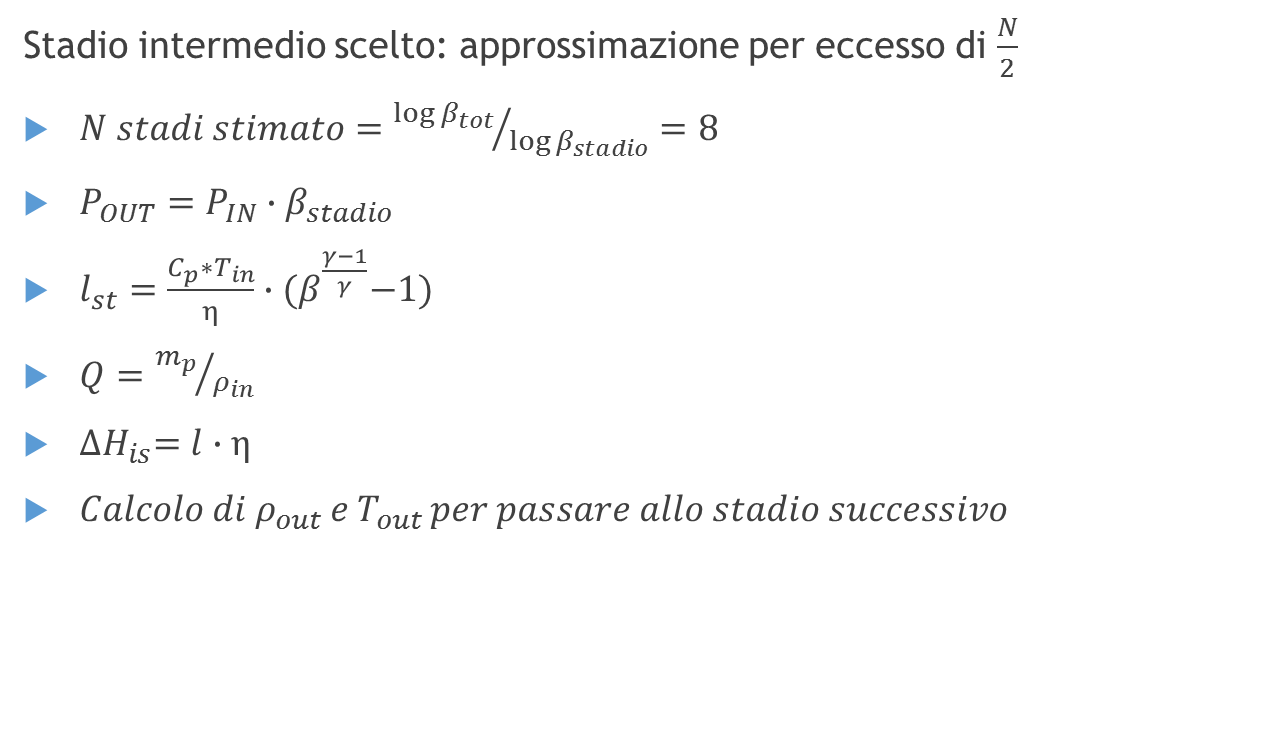 Stadio intermedio scelto: approssimazione per eccesso di N/2
N stadi stimato = log β_tot / log β_stadio = 8
P_OUT = P_IN · β_stadio
l_st = (C_p*T_in)/η · (β^((γ−1)/γ) −1)
Q = m_p/ρ_in
ΔH_is = l · η
Calcolo di ρ_out e T_out per passare allo stadio successivo